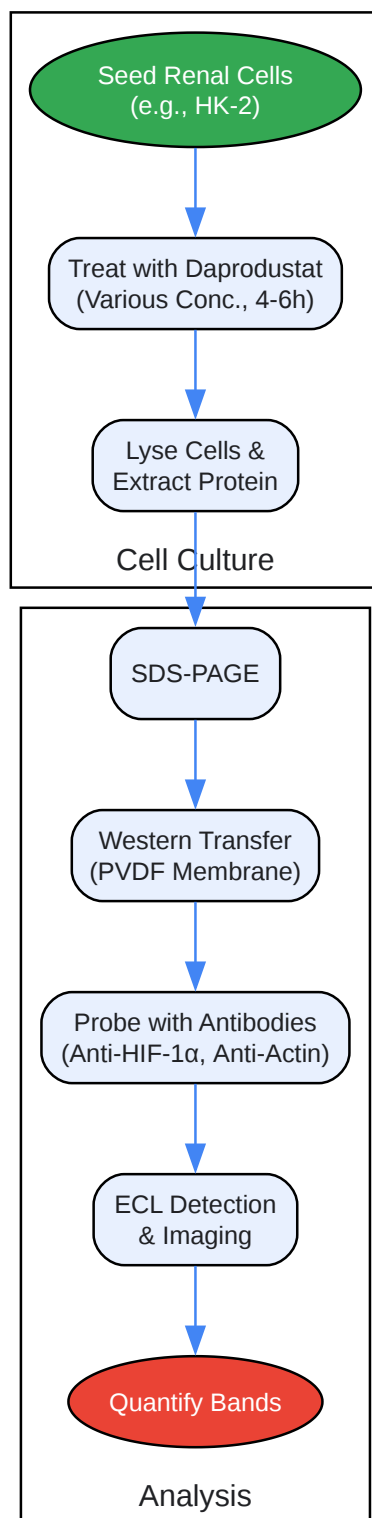 Seed Renal Cells
(e.g., HK-2)
Treat with Daprodustat
(Various Conc., 4-6h)
Lyse Cells &
Extract Protein
Cell Culture
SDS-PAGE
Western Transfer
(PVDF Membrane)
Probe with Antibodies
(Anti-HIF-1α, Anti-Actin)
ECL Detection
& Imaging
Quantify Bands
Analysis